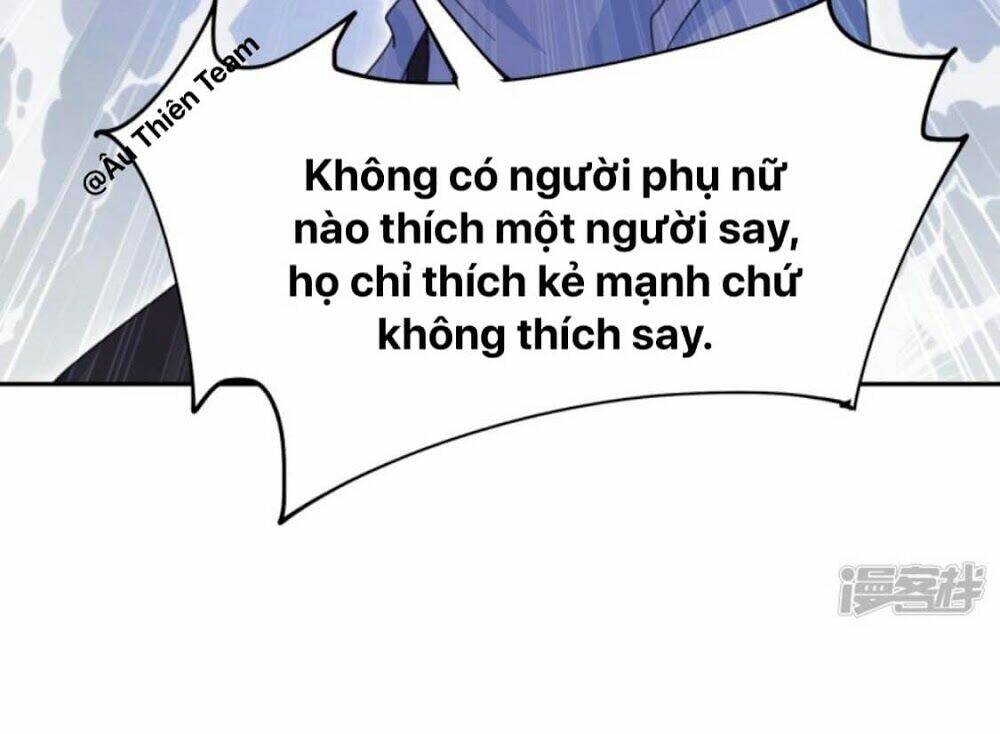 @Âu Thiên Team
Không có người phụ nữ
nào thích một người say,
họ chỉ thích kẻ mạnh chứ
không thích say.
漫客栈